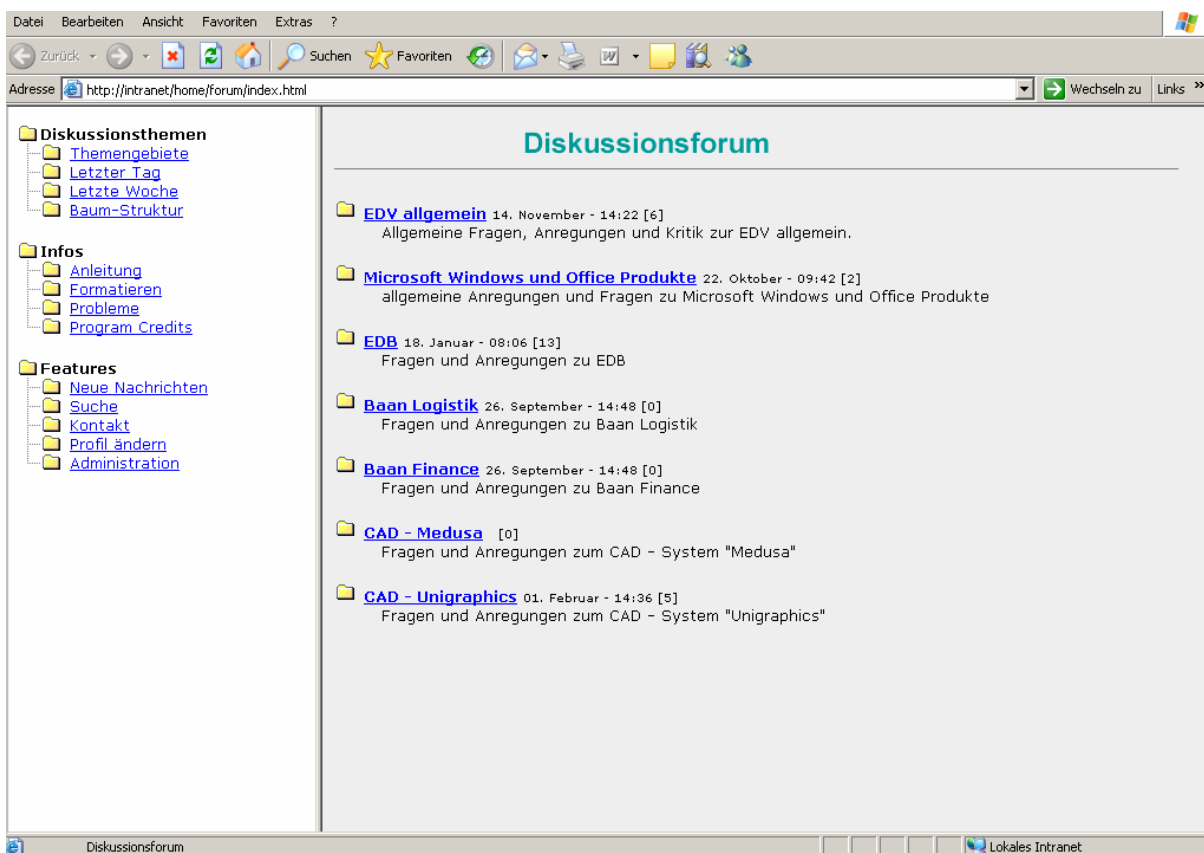 Datei Bearbeiten Ansicht Favoriten Extras ?
Zurück Suchen Favoriten
Adresse http://intranet/home/forum/index.html Wechseln zu Links »
Diskussionsthemen
Themengebiete
Letzter Tag
Letzte Woche
Baum-Struktur
Infos
Anleitung
Formatieren
Probleme
Program Credits
Features
Neue Nachrichten
Suche
Kontakt
Profil ändern
Administration
Diskussionsforum
EDV allgemein 14. November - 14:22 [6]
Allgemeine Fragen, Anregungen und Kritik zur EDV allgemein.
Microsoft Windows und Office Produkte 22. Oktober - 09:42 [2]
allgemeine Anregungen und Fragen zu Microsoft Windows und Office Produkte
EDB 18. Januar - 08:06 [13]
Fragen und Anregungen zu EDB
Baan Logistik 26. September - 14:48 [0]
Fragen und Anregungen zu Baan Logistik
Baan Finance 26. September - 14:48 [0]
Fragen und Anregungen zu Baan Finance
CAD - Medusa [0]
Fragen und Anregungen zum CAD - System "Medusa"
CAD - Unigraphics 01. Februar - 14:36 [5]
Fragen und Anregungen zum CAD - System "Unigraphics"
Diskussionsforum Lokales Intranet